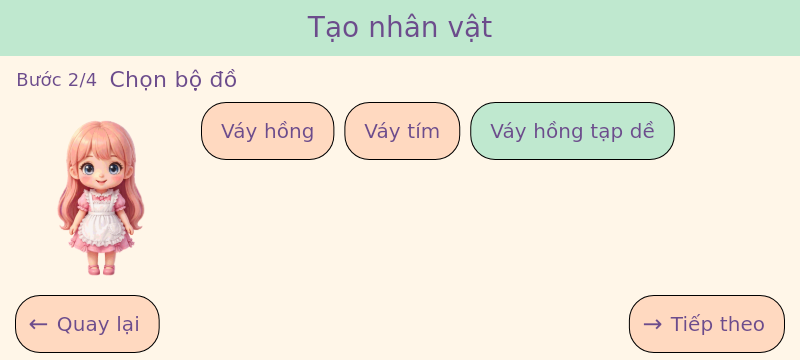 Tạo nhân vật
Bước 2/4 Chọn bộ đồ
Váy hồng
Váy tím
Váy hồng tạp dề
← Quay lại
→ Tiếp theo